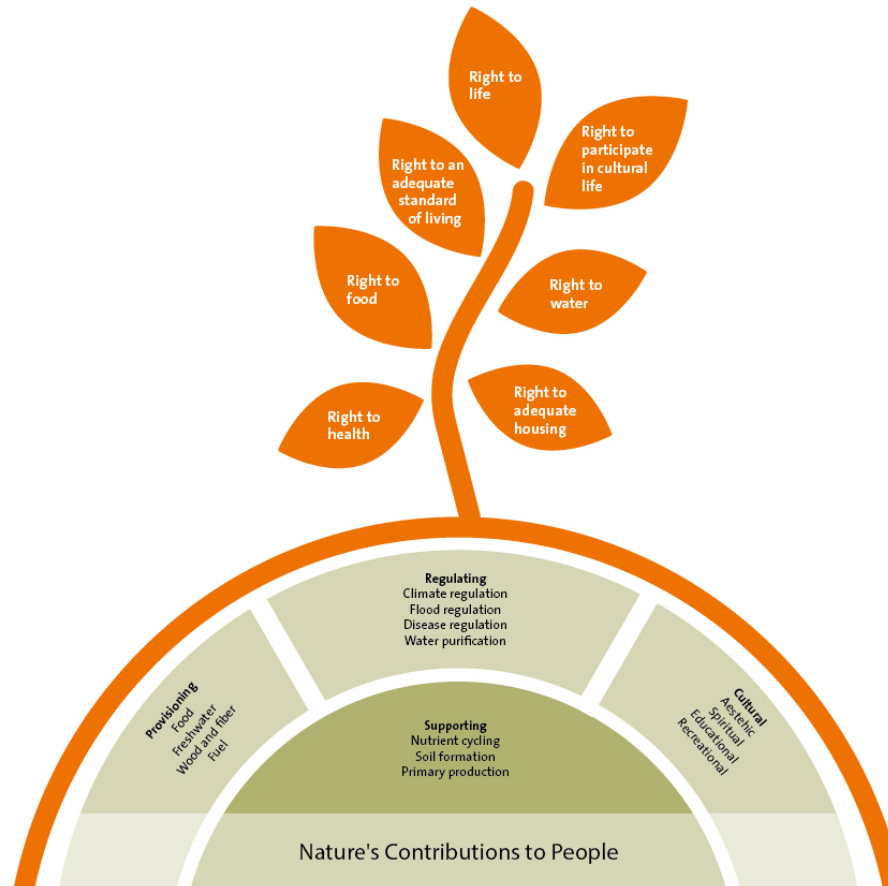 Right to
life
Right to
participate
in cultural
life
Right to an
adequate
standard
of living
Right to
food
Right to
water
Right to
health
Right to
adequate
housing
Regulating
Climate regulation
Flood regulation
Disease regulation
Water purification
Provisioning
Food
Freshwater
Wood and fiber
Fuel
Cultural
Aestehic
Spiritual
Educational
Recreational
Supporting
Nutrient cycling
Soil formation
Primary production
Nature's Contributions to People